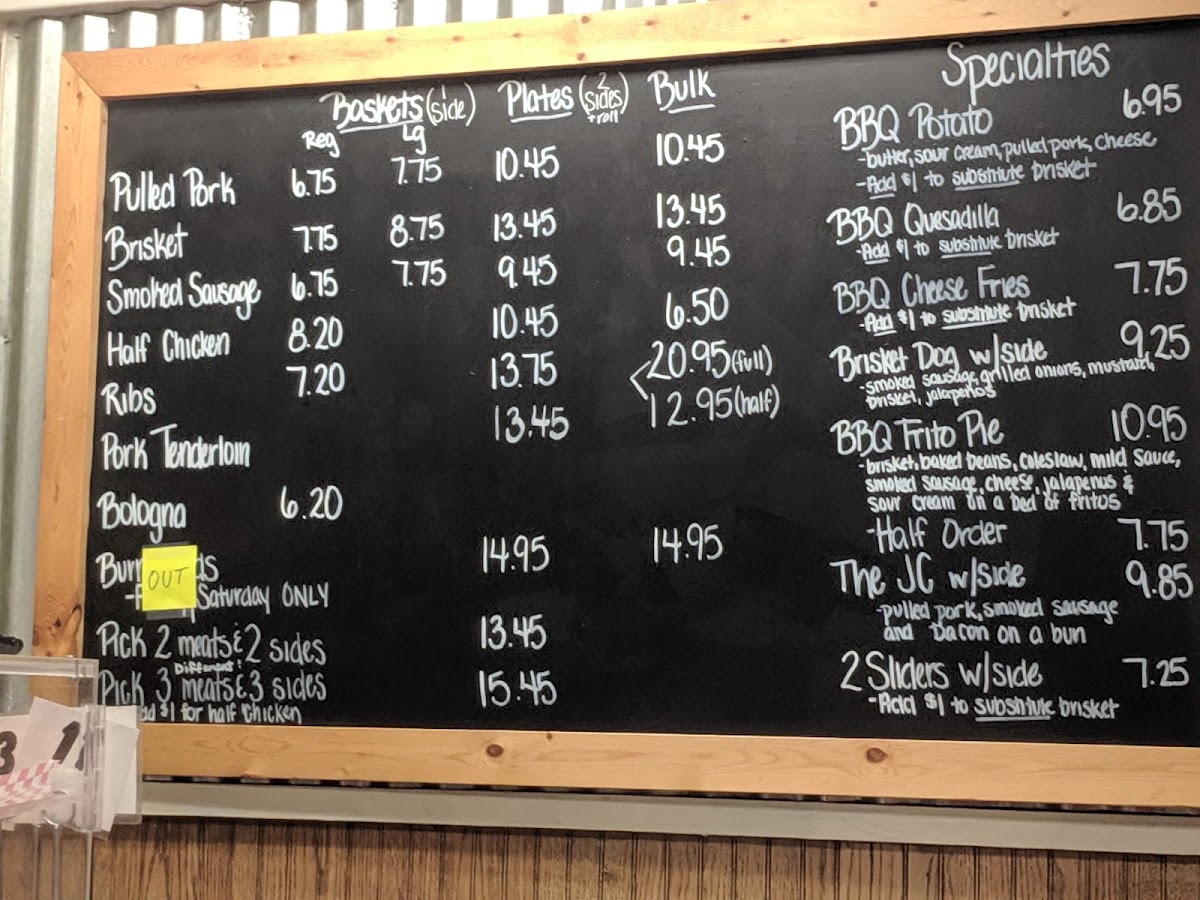 Baskets (1 side) Plates (2 sides + roll) Bulk
Reg Lg
Pulled Pork 6.75 7.75 10.45 10.45
Brisket 7.75 8.75 13.45 13.45
Smoked Sausage 6.75 7.75 9.45 9.45
Half Chicken 8.20 10.45 6.50
Ribs 7.20 13.75 20.95 (full)
12.95 (half)
Pork Tenderloin 13.45
Bologna 6.20
OUT 14.95 14.95
Saturday ONLY
Pick 2 meats & 2 sides 13.45
Different
Pick 3 meats & 3 sides 15.45
$1 for half chicken
Specialties
BBQ Potato 6.95
-butter, sour cream, pulled pork, cheese
-Add $1 to substitute brisket
BBQ Quesadilla 6.85
-Add $1 to substitute brisket
BBQ Cheese Fries 7.75
-Add $1 to substitute brisket
Brisket Dog w/side 9.25
-smoked sausage, grilled onions, mustard,
brisket, jalapenos
BBQ Frito Pie 10.95
-brisket, baked beans, coleslaw, mild sauce,
smoked sausage, cheese, jalapenos &
sour cream on a bed of fritos
-Half Order 7.75
The JC w/side 9.85
-pulled pork, smoked sausage
and bacon on a bun
2 Sliders w/side 7.25
-Add $1 to substitute brisket
3